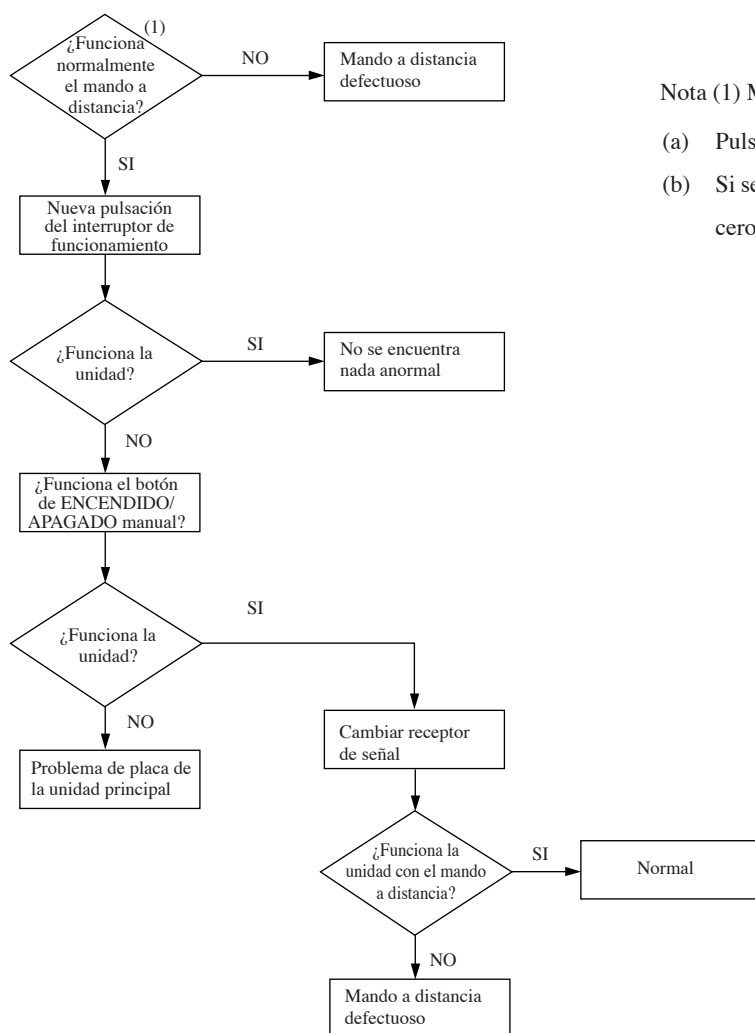 (1)
¿Funciona
normalmente
el mando a
distancia?
NO
Mando a distancia
defectuoso
SI
Nueva pulsación
del interruptor de
funcionamiento
¿Funciona la
unidad?
SI
No se encuentra
nada anormal
NO
¿Funciona el botón
de ENCENDIDO/
APAGADO manual?
¿Funciona la
unidad?
SI
NO
Problema de placa de
la unidad principal
Cambiar receptor
de señal
¿Funciona la
unidad con el mando
a distancia?
SI
Normal
NO
Mando a distancia
defectuoso
Nota (1)
(a)
(b) Si